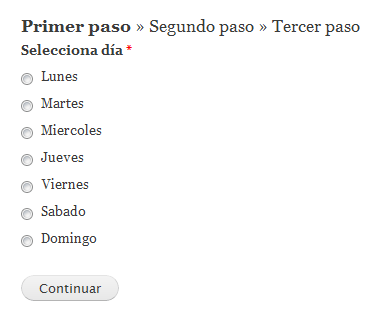 Primer paso » Segundo paso » Tercer paso
Selecciona día *
Lunes
Martes
Miercoles
Jueves
Viernes
Sabado
Domingo
Continuar